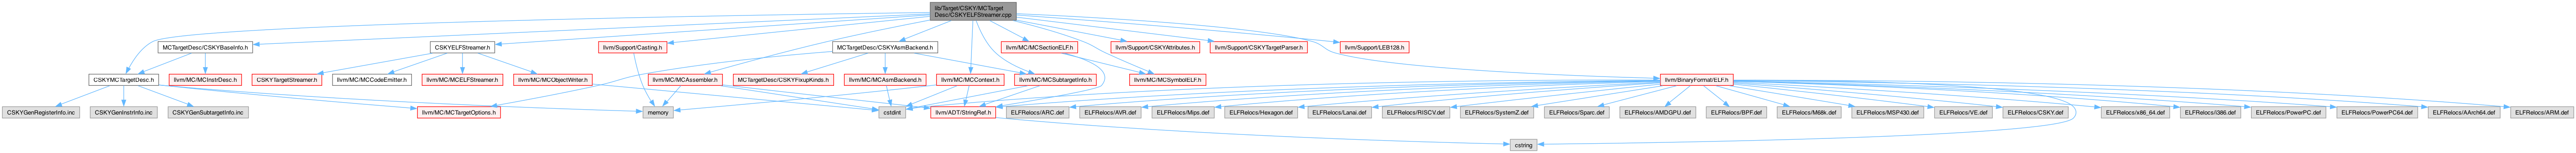 lib/Target/CSKY/MCTarget
Desc/CSKYELFStreamer.cpp
MCTargetDesc/CSKYBaseInfo.h
CSKYELFStreamer.h
llvm/Support/Casting.h
MCTargetDesc/CSKYAsmBackend.h
llvm/MC/MCSectionELF.h
llvm/Support/CSKYAttributes.h
llvm/Support/CSKYTargetParser.h
llvm/Support/LEB128.h
CSKYMCTargetDesc.h
llvm/MC/MCInstrDesc.h
CSKYTargetStreamer.h
llvm/MC/MCCodeEmitter.h
llvm/MC/MCELFStreamer.h
llvm/MC/MCObjectWriter.h
llvm/MC/MCAssembler.h
MCTargetDesc/CSKYFixupKinds.h
llvm/MC/MCAsmBackend.h
llvm/MC/MCContext.h
llvm/MC/MCSubtargetInfo.h
llvm/MC/MCSymbolELF.h
llvm/BinaryFormat/ELF.h
CSKYGenRegisterInfo.inc
CSKYGenInstrInfo.inc
CSKYGenSubtargetInfo.inc
llvm/MC/MCTargetOptions.h
memory
cstdint
llvm/ADT/StringRef.h
ELFRelocs/ARC.def
ELFRelocs/AVR.def
ELFRelocs/Mips.def
ELFRelocs/Hexagon.def
ELFRelocs/Lanai.def
ELFRelocs/RISCV.def
ELFRelocs/SystemZ.def
ELFRelocs/Sparc.def
ELFRelocs/AMDGPU.def
ELFRelocs/BPF.def
ELFRelocs/M68k.def
ELFRelocs/MSP430.def
ELFRelocs/VE.def
ELFRelocs/CSKY.def
ELFRelocs/x86_64.def
ELFRelocs/i386.def
ELFRelocs/PowerPC.def
ELFRelocs/PowerPC64.def
ELFRelocs/AArch64.def
ELFRelocs/ARM.def
cstring